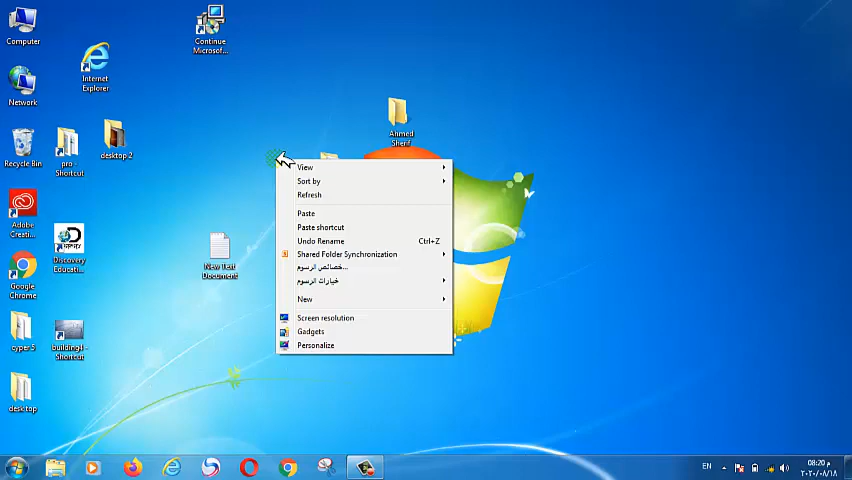 Computer
Continue
Microsof...
Internet
Explorer
Network
Ahmed
Sherif
Recycle Bin
pro -
Shortcut
desktop 2
View
Sort by
Refresh
Paste
Paste shortcut
Undo Rename Ctrl+Z
Shared Folder Synchronization
خصائص الرسوم...
خيارات الرسوم
New
Screen resolution
Gadgets
Personalize
Adobe
Creati...
Discovery
Educati...
New Text
Document
Google
Chrome
cyper 5
building4 -
Shortcut
desktop
EN
08:20 م
٢٠٢٠/٠٨/١٨